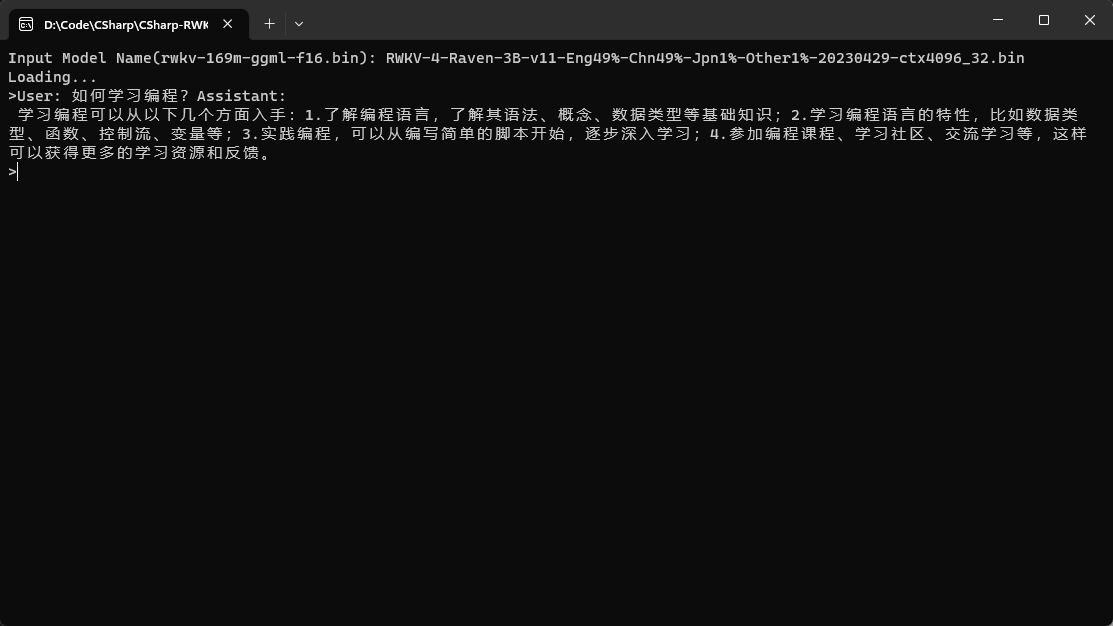 D:\Code\CSharp\CSharp-RWK
Input Model Name(rwkv-169m-ggml-f16.bin): RWKV-4-Raven-3B-v11-Eng49%-Chn49%-Jpn1%-Other1%-20230429-ctx4096_32.bin
Loading...
>User: 如何学习编程? Assistant:
学习编程可以从以下几个方面入手: 1.了解编程语言, 了解其语法、概念、数据类型等基础知识; 2.学习编程语言的特性, 比如数据类
型、函数、控制流、变量等; 3.实践编程, 可以从编写简单的脚本开始, 逐步深入学习; 4.参加编程课程、学习社区、交流学习等, 这样
可以获得更多的学习资源和反馈。
>